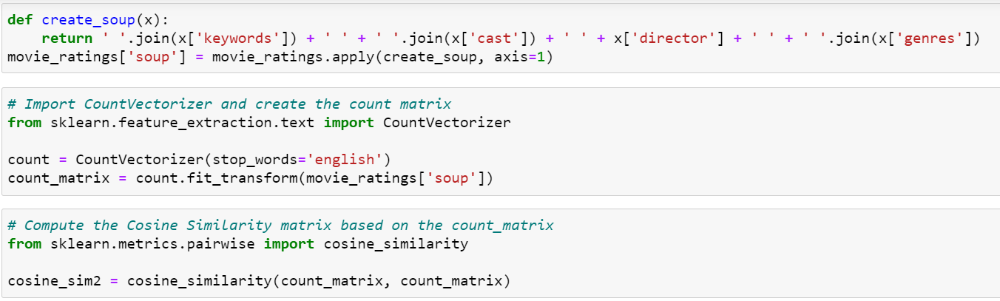 def create_soup(x):
    return ' '.join(x['keywords']) + ' ' + ' '.join(x['cast']) + ' ' + x['director'] + ' ' + ' '.join(x['genres'])
movie_ratings['soup'] = movie_ratings.apply(create_soup, axis=1)
# Import CountVectorizer and create the count matrix
from sklearn.feature_extraction.text import CountVectorizer
count = CountVectorizer(stop_words='english')
count_matrix = count.fit_transform(movie_ratings['soup'])
# Compute the Cosine Similarity matrix based on the count_matrix
from sklearn.metrics.pairwise import cosine_similarity
cosine_sim2 = cosine_similarity(count_matrix, count_matrix)